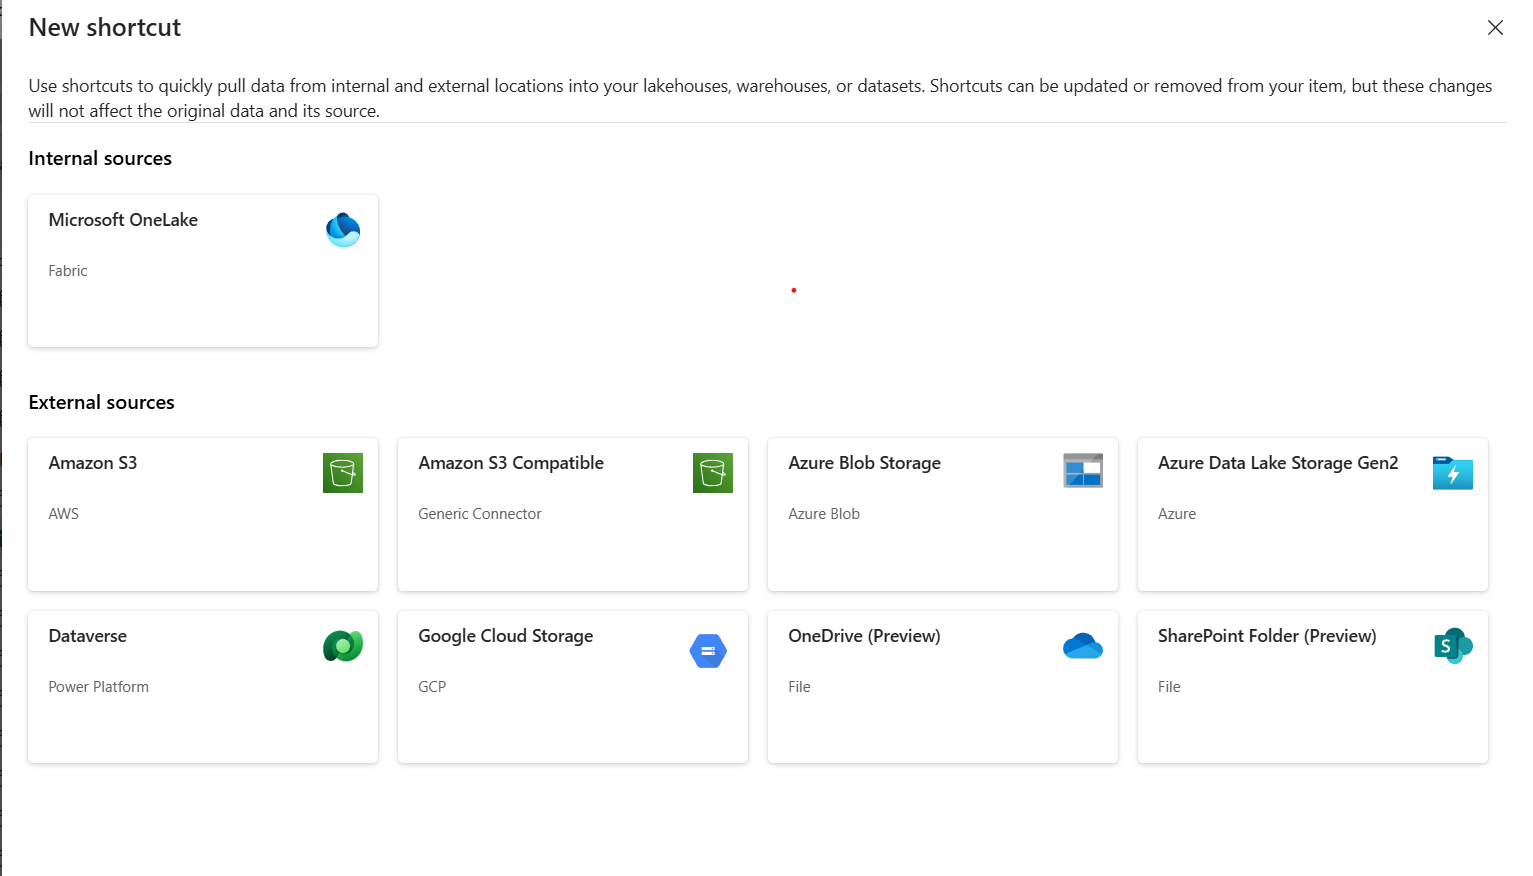 New shortcut
Use shortcuts to quickly pull data from internal and external locations into your lakehouses, warehouses, or datasets. Shortcuts can be updated or removed from your item, but these changes
will not affect the original data and its source.
Internal sources
Microsoft OneLake
Fabric
External sources
Amazon S3
AWS
Amazon S3 Compatible
Generic Connector
Azure Blob Storage
Azure Blob
Azure Data Lake Storage Gen2
Azure
Dataverse
Power Platform
Google Cloud Storage
GCP
OneDrive (Preview)
File
SharePoint Folder (Preview)
S
File